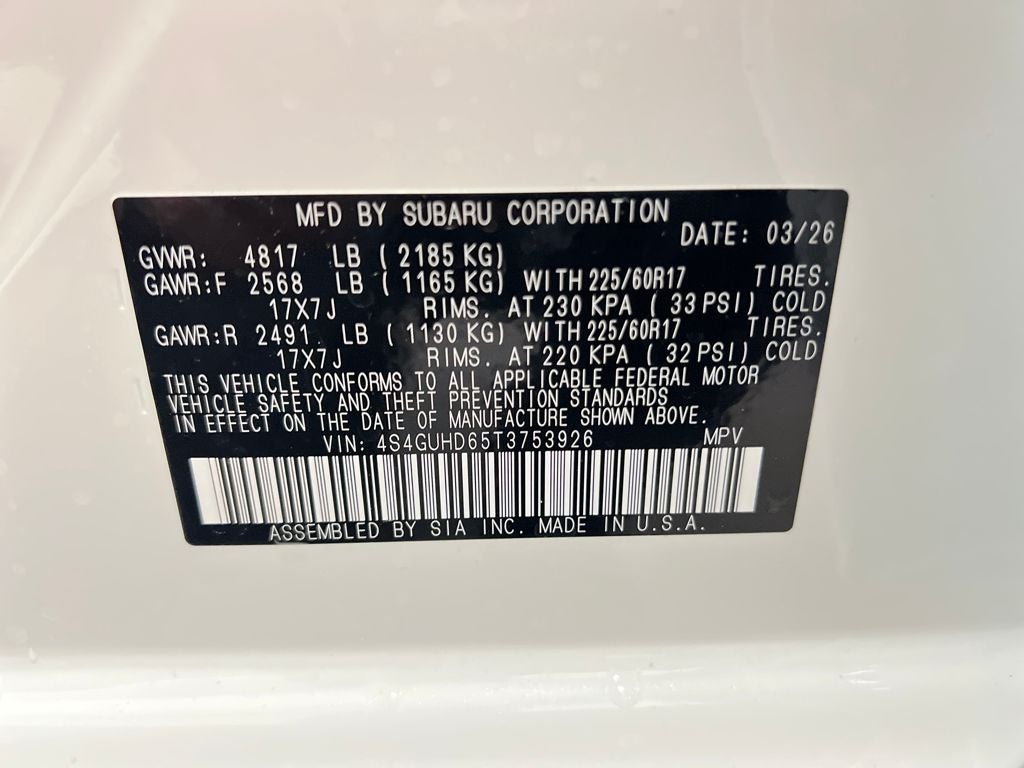 MFD BY SUBARU CORPORATION
DATE: 03/26
GVWR: 4817 LB ( 2185 KG)
GAWR:F 2568 LB ( 1165 KG) WITH 225/60R17 TIRES.
17X7J RIMS. AT 230 KPA ( 33 PSI) COLD
GAWR:R 2491 LB ( 1130 KG) WITH 225/60R17 TIRES.
17X7J RIMS. AT 220 KPA ( 32 PSI) COLD
THIS VEHICLE CONFORMS TO ALL APPLICABLE FEDERAL MOTOR
VEHICLE SAFETY AND THEFT PREVENTION STANDARDS
IN EFFECT ON THE DATE OF MANUFACTURE SHOWN ABOVE.
VIN: 4S4GUHD65T3753926 MPV
ASSEMBLED BY SIA INC. MADE IN U.S.A.